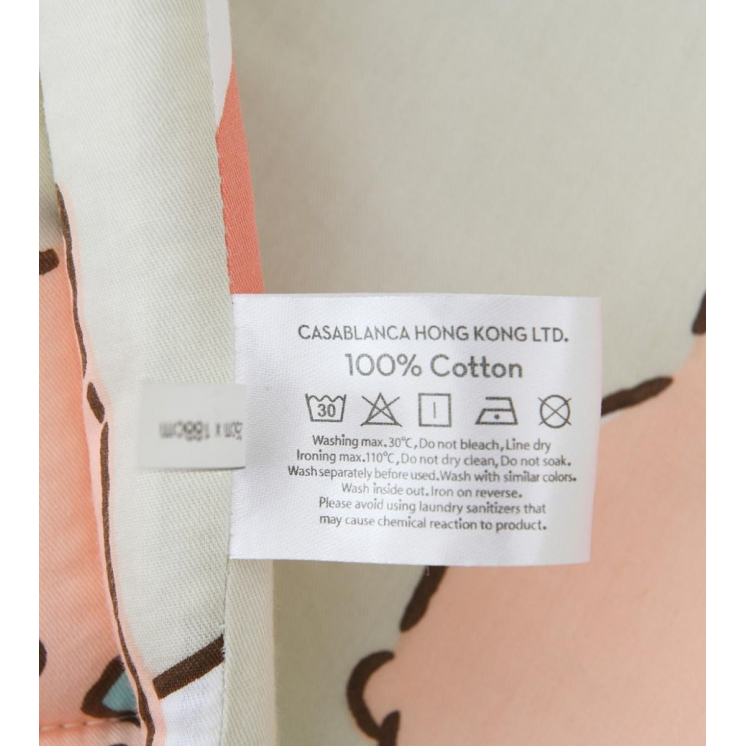 CASABLANCA HONG KONG LTD.
100% Cotton
30
Washing max.30°C,Do not bleach,Line dry
Ironing max.110°C,Do not dry clean, Do not soak.
Wash separately before used.Wash with similar colors.
Wash inside out.Iron on reverse.
Please avoid using laundry sanitizers that
may cause chemical reaction to product.